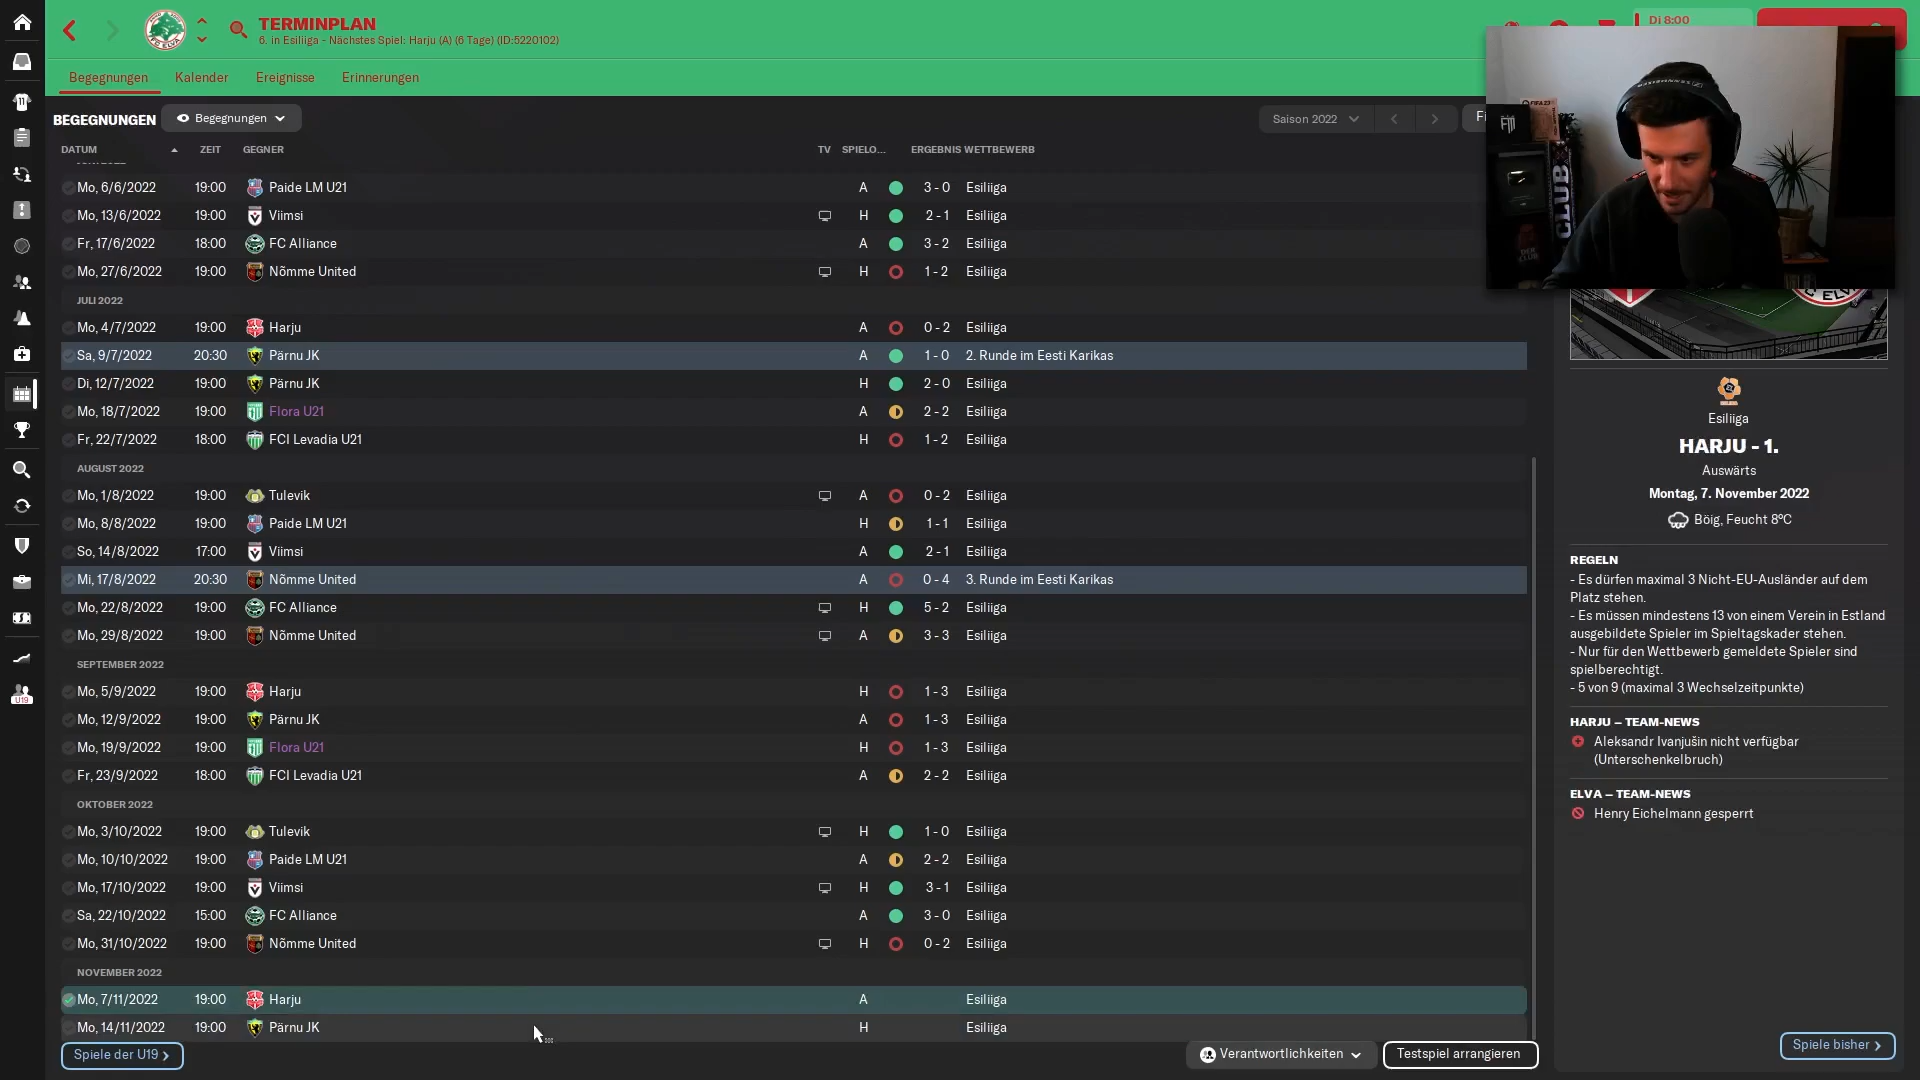 TERMINPLAN
6. in Esiliiga - Nächstes Spiel: Harju (A) (6 Tage) (ID:5220102)
Di 8:00
Begegnungen Kalender Ereignisse Erinnerungen
BEGEGNUNGEN Begegnungen Saison 2022
DATUM ZEIT GEGNER TV SPIELO... ERGEBNIS WETTBEWERB
Mo, 6/6/2022 19:00 Paide LM U21 A 3 - 0 Esiliiga
Mo, 13/6/2022 19:00 Viimsi H 2 - 1 Esiliiga
Fr, 17/6/2022 18:00 FC Alliance A 3 - 2 Esiliiga
Mo, 27/6/2022 19:00 Nõmme United H 1 - 2 Esiliiga
JULI 2022
Mo, 4/7/2022 19:00 Harju A 0 - 2 Esiliiga
Sa, 9/7/2022 20:30 Pärnu JK A 1 - 0 2. Runde im Eesti Karikas
Di, 12/7/2022 19:00 Pärnu JK H 2 - 0 Esiliiga
Mo, 18/7/2022 19:00 Flora U21 A 2 - 2 Esiliiga
Fr, 22/7/2022 18:00 FCI Levadia U21 H 1 - 2 Esiliiga
AUGUST 2022
Mo, 1/8/2022 19:00 Tulevik A 0 - 2 Esiliiga
Mo, 8/8/2022 19:00 Paide LM U21 H 1 - 1 Esiliiga
So, 14/8/2022 17:00 Viimsi A 2 - 1 Esiliiga
Mi, 17/8/2022 20:30 Nõmme United A 0 - 4 3. Runde im Eesti Karikas
Mo, 22/8/2022 19:00 FC Alliance H 5 - 2 Esiliiga
Mo, 29/8/2022 19:00 Nõmme United A 3 - 3 Esiliiga
SEPTEMBER 2022
Mo, 5/9/2022 19:00 Harju H 1 - 3 Esiliiga
Mo, 12/9/2022 19:00 Pärnu JK A 1 - 3 Esiliiga
Mo, 19/9/2022 19:00 Flora U21 H 1 - 3 Esiliiga
Fr, 23/9/2022 18:00 FCI Levadia U21 A 2 - 2 Esiliiga
OKTOBER 2022
Mo, 3/10/2022 19:00 Tulevik H 1 - 0 Esiliiga
Mo, 10/10/2022 19:00 Paide LM U21 A 2 - 2 Esiliiga
Mo, 17/10/2022 19:00 Viimsi H 3 - 1 Esiliiga
Sa, 22/10/2022 15:00 FC Alliance A 3 - 0 Esiliiga
Mo, 31/10/2022 19:00 Nõmme United H 0 - 2 Esiliiga
NOVEMBER 2022
Mo, 7/11/2022 19:00 Harju A Esiliiga
Mo, 14/11/2022 19:00 Pärnu JK H Esiliiga
Spiele der U19
Verantwortlichkeiten
Testspiel arrangieren
CLUB
Esiliiga
HARJU - 1.
Auswärts
Montag, 7. November 2022
Böig, Feucht 8°C
REGELN
- Es dürfen maximal 3 Nicht-EU-Ausländer auf dem
Platz stehen.
- Es müssen mindestens 13 von einem Verein in Estland
ausgebildete Spieler im Spieltagskader stehen.
- Nur für den Wettbewerb gemeldete Spieler sind
spielberechtigt.
- 5 von 9 (maximal 3 Wechselzeitpunkte)
HARJU – TEAM-NEWS
Aleksandr Ivanjušin nicht verfügbar
(Unterschenkelbruch)
ELVA – TEAM-NEWS
Henry Eichelmann gesperrt
Spiele bisher
U19